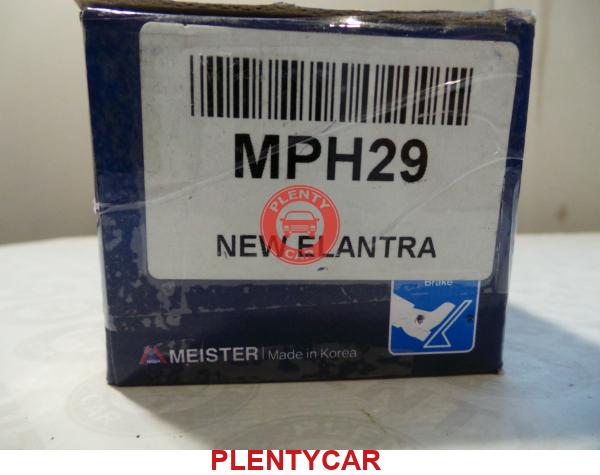 MPH29
PLENTY
CAR
NEW ELANTRA
Brake
MEISTER | Made in Korea
PLENTYCAR